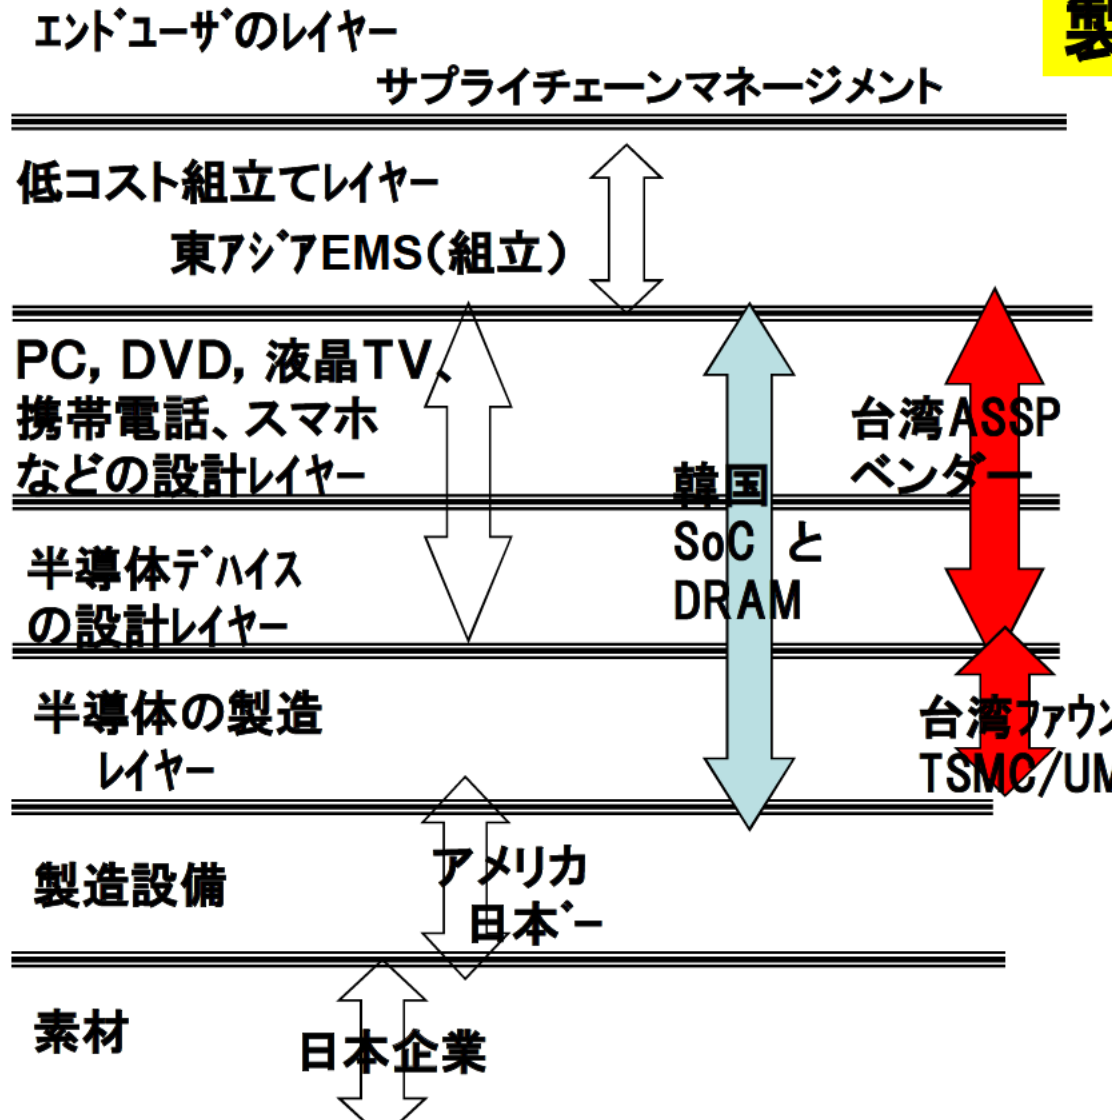 エンドユーザのレイヤー
製
サプライチェーンマネージメント
低コスト組立てレイヤー
東アジアEMS(組立)
PC, DVD, 液晶TV、
携帯電話、スマホ
などの設計レイヤー
台湾ASSP
ベンダー
韓国
SoC と
DRAM
半導体デハイス
の設計レイヤー
半導体の製造
レイヤー
台湾ファウン
TSMC/UM
製造設備
アメリカ
日本゛ー
素材
日本企業